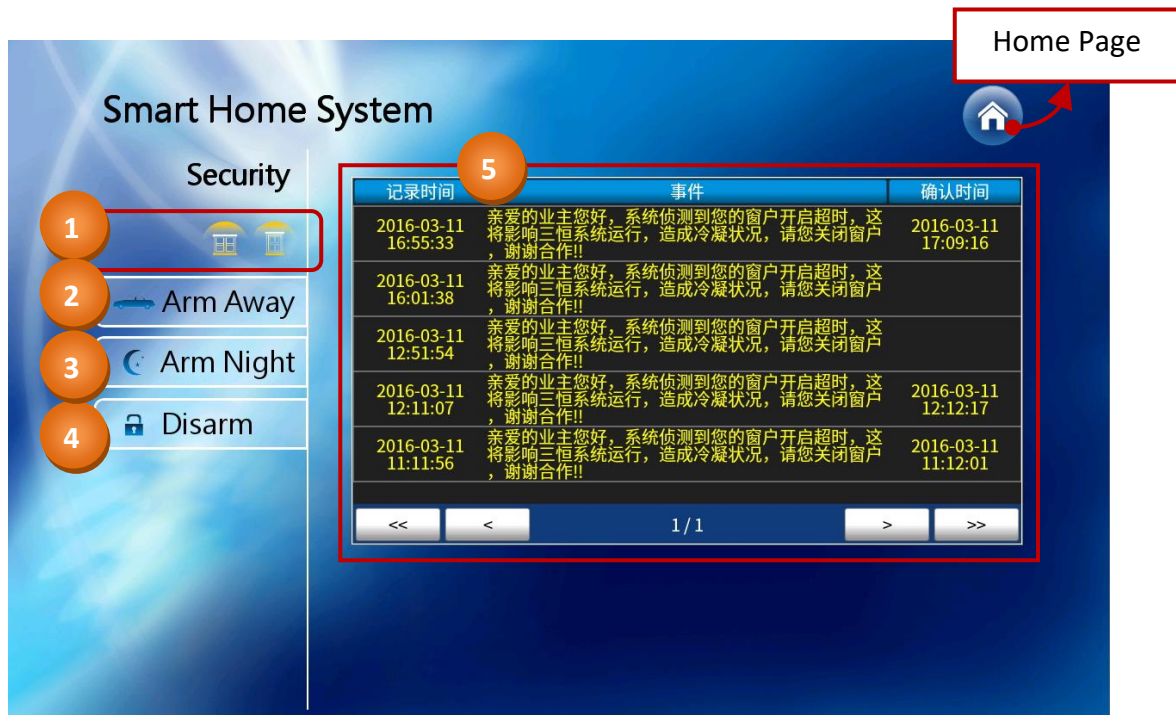 Home Page
Smart Home System
Security
1
2
Arm Away
3
Arm Night
4
Disarm
5
记录时间 事件 确认时间
2016-03-11
16:55:33
亲爱的业主您好，系统侦测到您的窗户开启超时，这
将影响三恒系统运行，造成冷凝状况，请您关闭窗户
，谢谢合作!!
2016-03-11
17:09:16
2016-03-11
16:01:38
亲爱的业主您好，系统侦测到您的窗户开启超时，这
将影响三恒系统运行，造成冷凝状况，请您关闭窗户
，谢谢合作!!
2016-03-11
12:51:54
亲爱的业主您好，系统侦测到您的窗户开启超时，这
将影响三恒系统运行，造成冷凝状况，请您关闭窗户
，谢谢合作!!
2016-03-11
12:11:07
亲爱的业主您好，系统侦测到您的窗户开启超时，这
将影响三恒系统运行，造成冷凝状况，请您关闭窗户
，谢谢合作!!
2016-03-11
12:12:17
2016-03-11
11:11:56
亲爱的业主您好，系统侦测到您的窗户开启超时，这
将影响三恒系统运行，造成冷凝状况，请您关闭窗户
，谢谢合作!!
2016-03-11
11:12:01
<< < 1/1 > >>